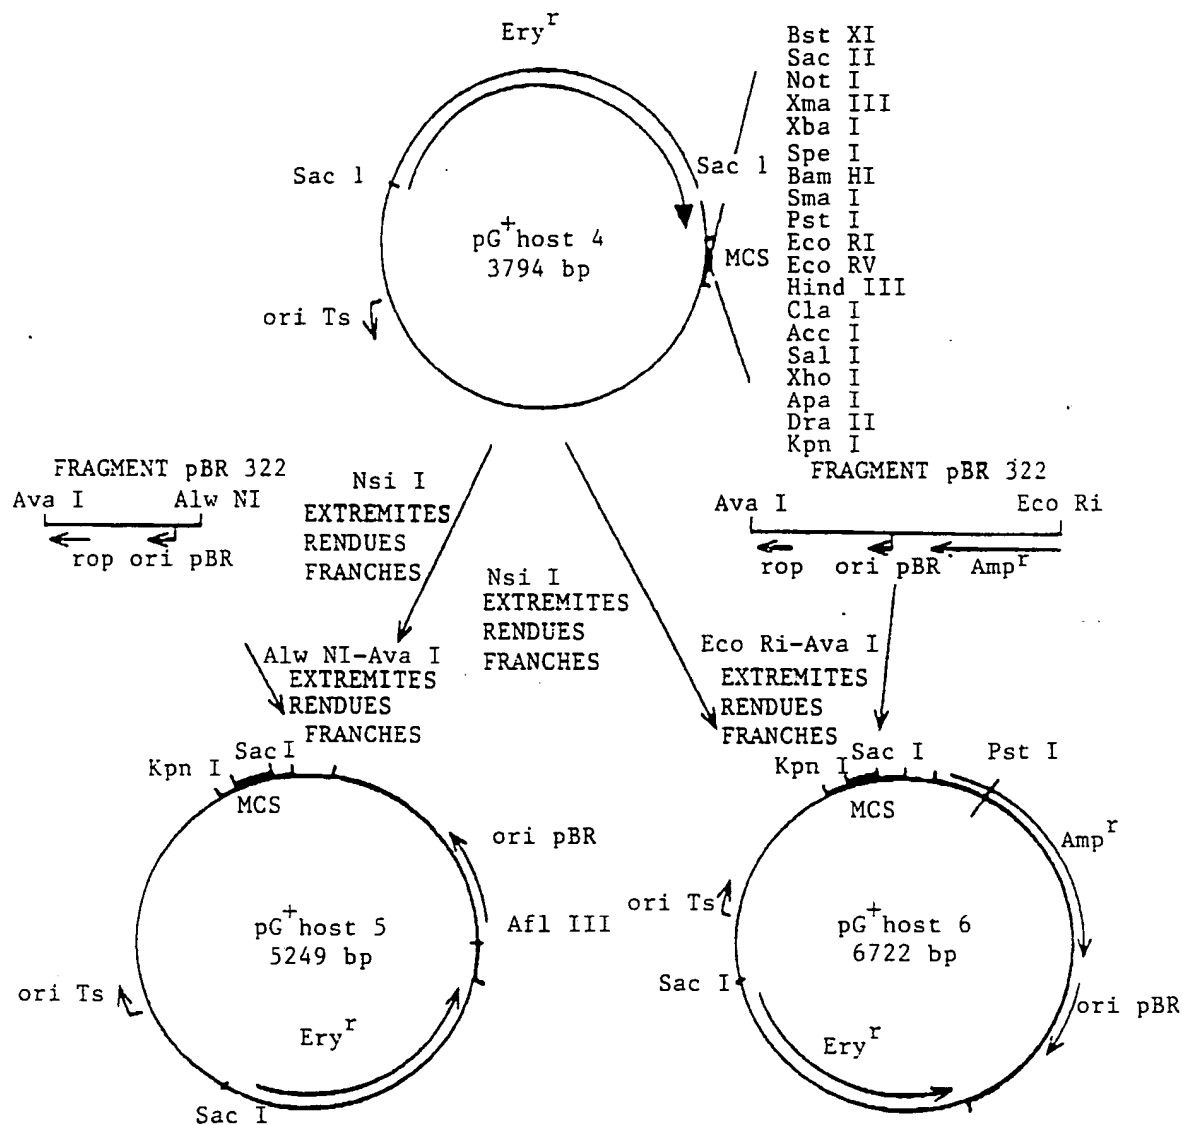 Ery^r
Sac 1
Sac 1
pG+host 4
3794 bp
MCS
ori Ts
Bst XI
Sac II
Not I
Xma III
Xba I
Spe I
Bam HI
Sma I
Pst I
Eco RI
Eco RV
Hind III
Cla I
Acc I
Sal I
Xho I
Apa I
Dra II
Kpn I
FRAGMENT pBR 322
Ava I
Alw NI
rop ori pBR
Nsi I
EXTREMITES
RENDUES
FRANCHES
Nsi I
EXTREMITES
RENDUES
FRANCHES
FRAGMENT pBR 322
Ava I
Eco Ri
rop
ori pBR
Amp^r
Alw NI-Ava I
EXTREMITES
RENDUES
FRANCHES
Eco Ri-Ava I
EXTREMITES
RENDUES
FRANCHES
Kpn I
Sac I
MCS
ori pBR
Afl III
pG+host 5
5249 bp
ori Ts
Ery^r
Sac I
Kpn I
Sac I
Pst I
MCS
Amp^r
ori Ts
pG+host 6
6722 bp
Sac I
ori pBR
Ery^r